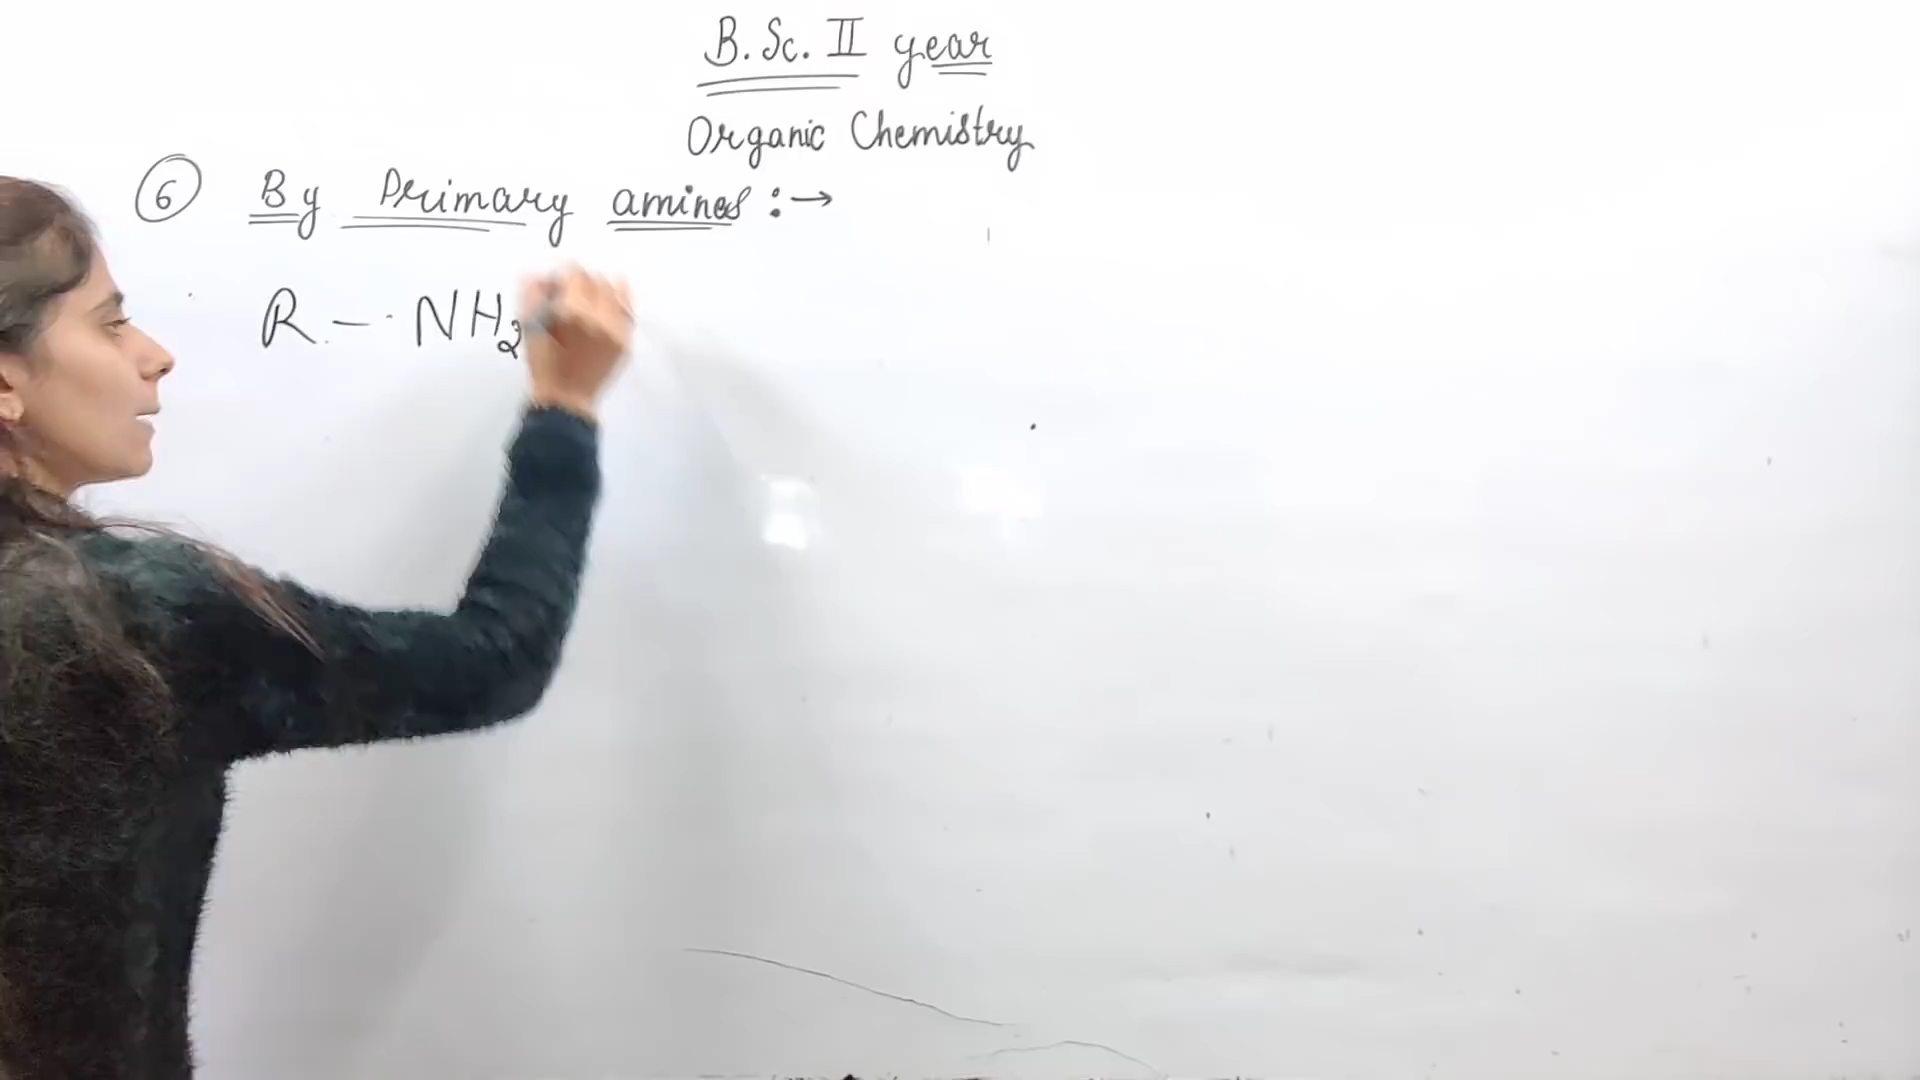 B.Sc. II year
Organic Chemistry
6 By Primary amines :→
R - NH2